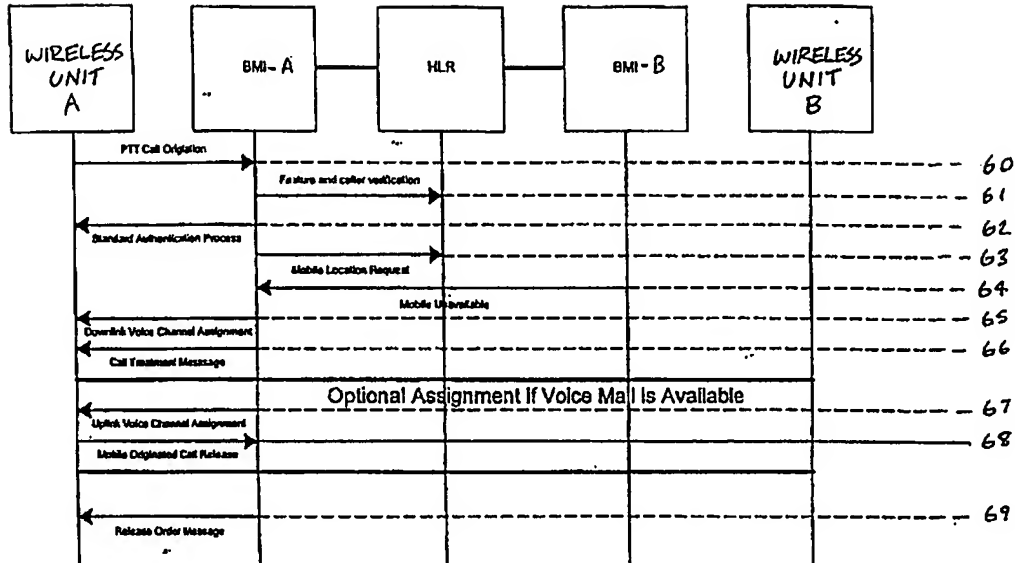 WIRELESS
UNIT
A
BMI-A
HLR
BMI-B
WIRELESS
UNIT
B
PTT Call Origination
60
Feature and caller verification
61
62
Standard Authentication Process
63
Mobile Location Request
64
Mobile Unavailable
65
Downlink Voice Channel Assignment
66
Call Treatment Message
Optional Assignment If Voice Mail Is Available
67
Uplink Voice Channel Assignment
68
Mobile Originated Call Release
69
Release Order Message